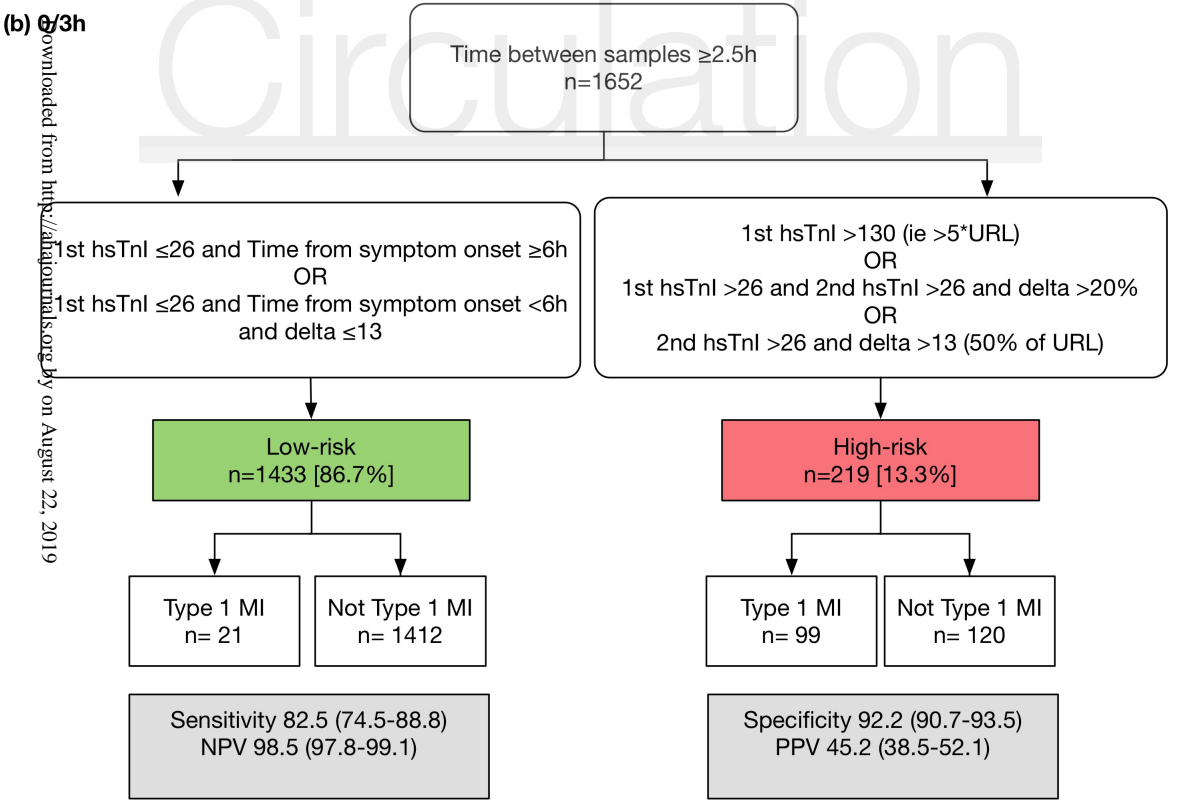 (b) 0/3h
Circulation
Downloaded from http://ahajournals.org by on August 22, 2019
Time between samples ≥2.5h
n=1652
1st hsTnI ≤26 and Time from symptom onset ≥6h
OR
1st hsTnI ≤26 and Time from symptom onset <6h
and delta ≤13
1st hsTnI >130 (ie >5*URL)
OR
1st hsTnI >26 and 2nd hsTnI >26 and delta >20%
OR
2nd hsTnI >26 and delta >13 (50% of URL)
Low-risk
n=1433 [86.7%]
High-risk
n=219 [13.3%]
Type 1 MI
n= 21
Not Type 1 MI
n= 1412
Type 1 MI
n= 99
Not Type 1 MI
n= 120
Sensitivity 82.5 (74.5-88.8)
NPV 98.5 (97.8-99.1)
Specificity 92.2 (90.7-93.5)
PPV 45.2 (38.5-52.1)